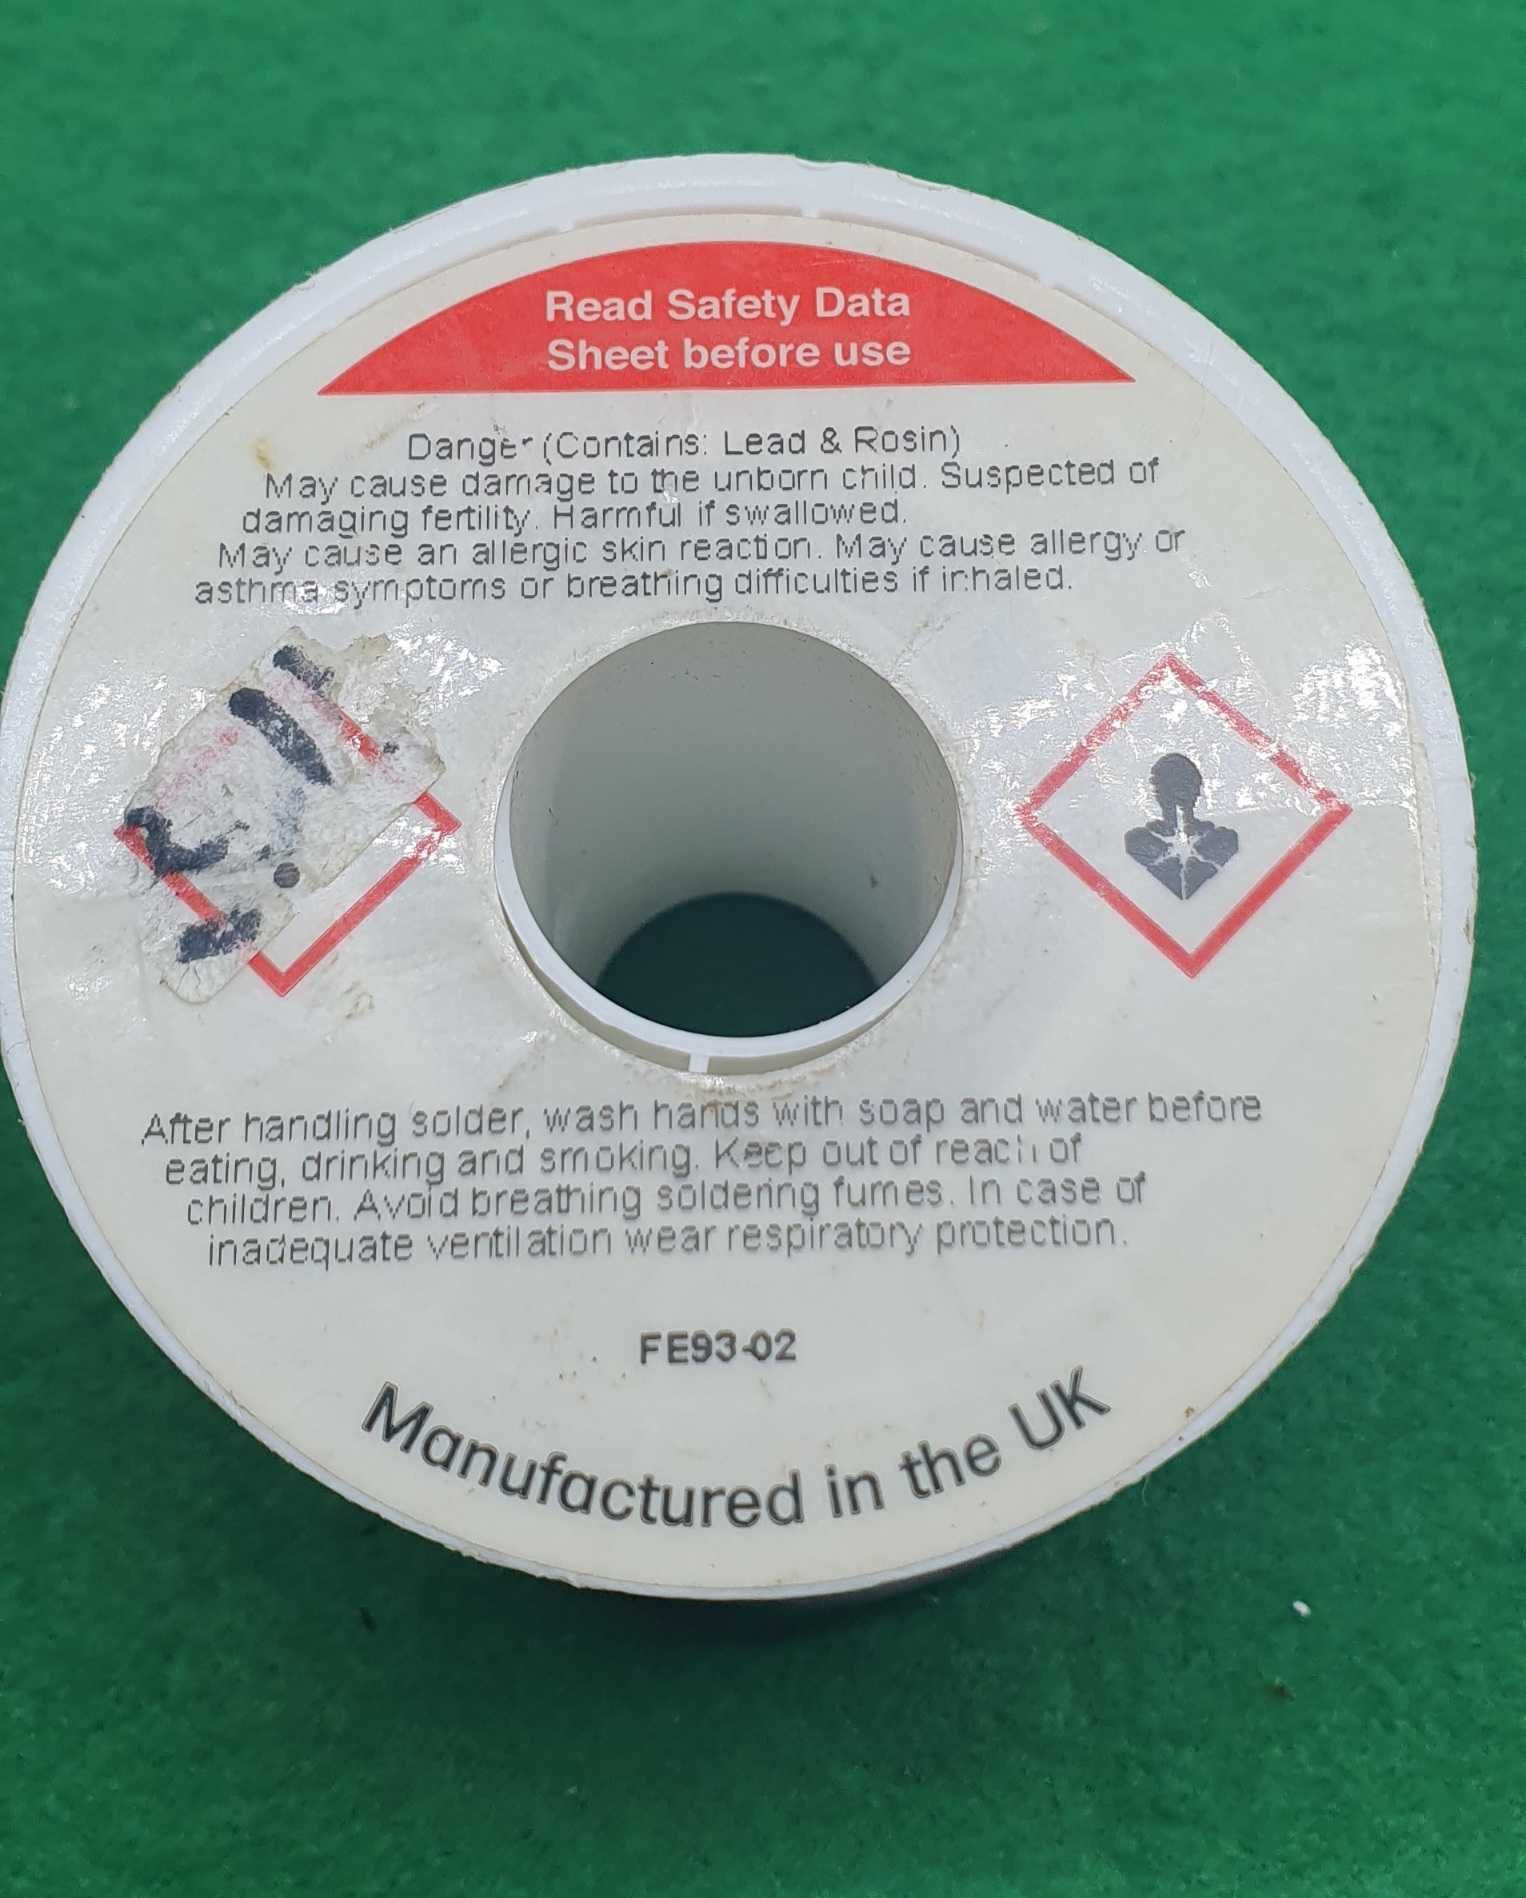 Read Safety Data
Sheet before use
Danger (Contains: Lead & Rosin)
May cause damage to the unborn child. Suspected of
damaging fertility. Harmful if swallowed.
May cause an allergic skin reaction. May cause allergy or
asthma symptoms or breathing difficulties if inhaled.
After handling solder, wash hands with soap and water before
eating, drinking and smoking. Keep out of reach of
children. Avoid breathing soldering fumes. In case of
inadequate ventilation wear respiratory protection.
FE93-02
Manufactured in the UK